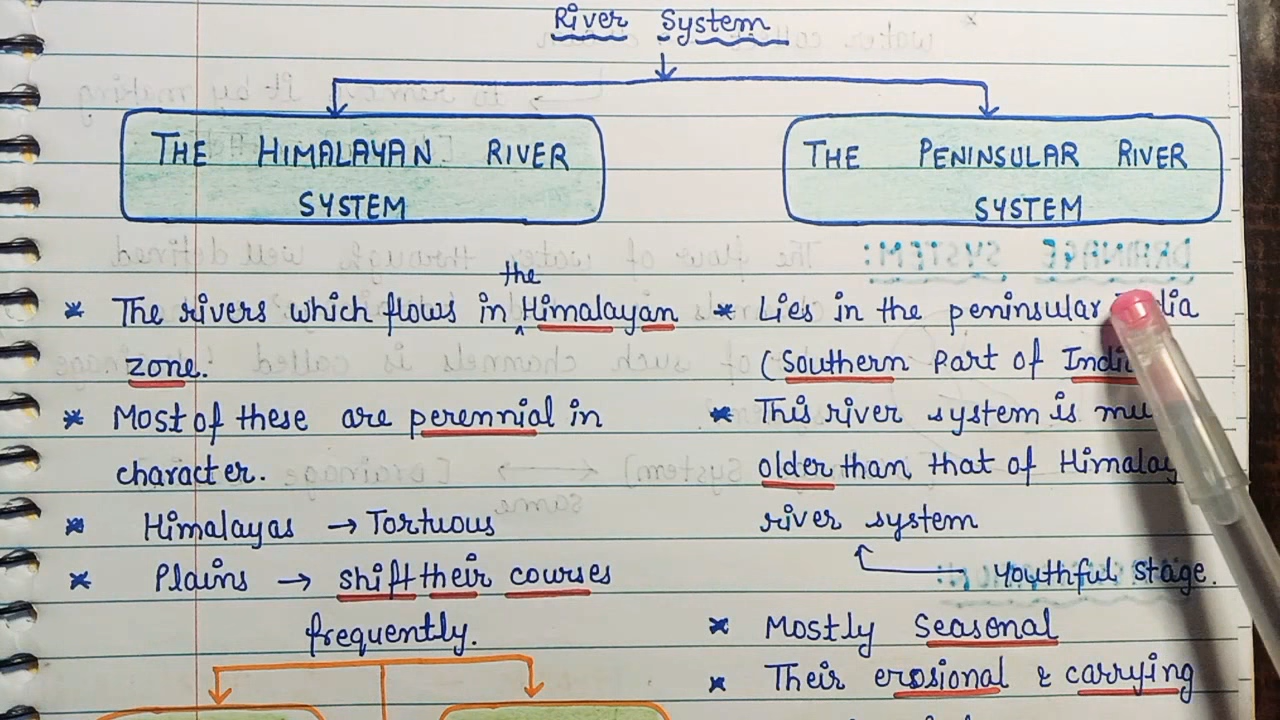 River System
THE HIMALAYAN RIVER
SYSTEM
THE PENINSULAR RIVER
SYSTEM
* The rivers which flows in the Himalayan
zone.
* Most of these are perennial in
character.
* Himalayas → Tortuous
* Plains → shift their courses
frequently.
* Lies in the peninsular
(Southern Part of
* This river system is
older than that of
river system
Youthful stage.
* Mostly Seasonal
* Their erosional & carrying